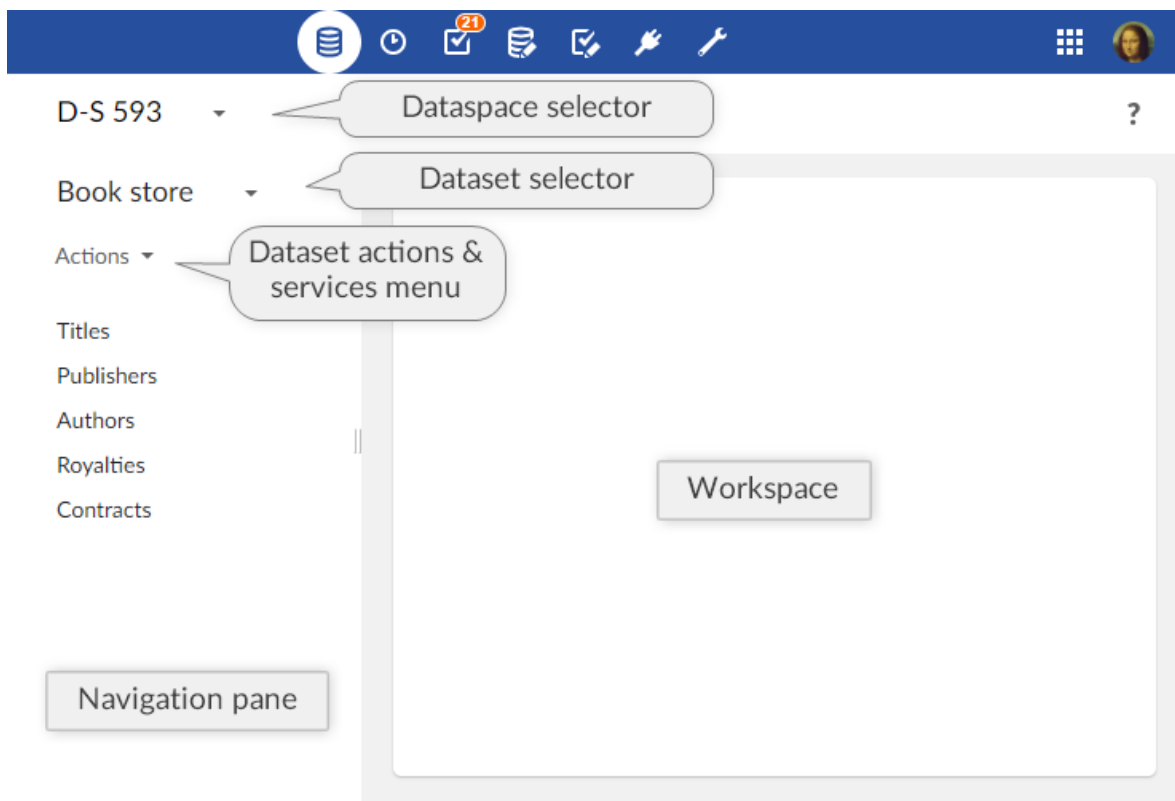 21
D-S 593
Dataspace selector
?
Book store
Dataset selector
Actions
Dataset actions &
services menu
Titles
Publishers
Authors
Royalties
Contracts
Workspace
Navigation pane